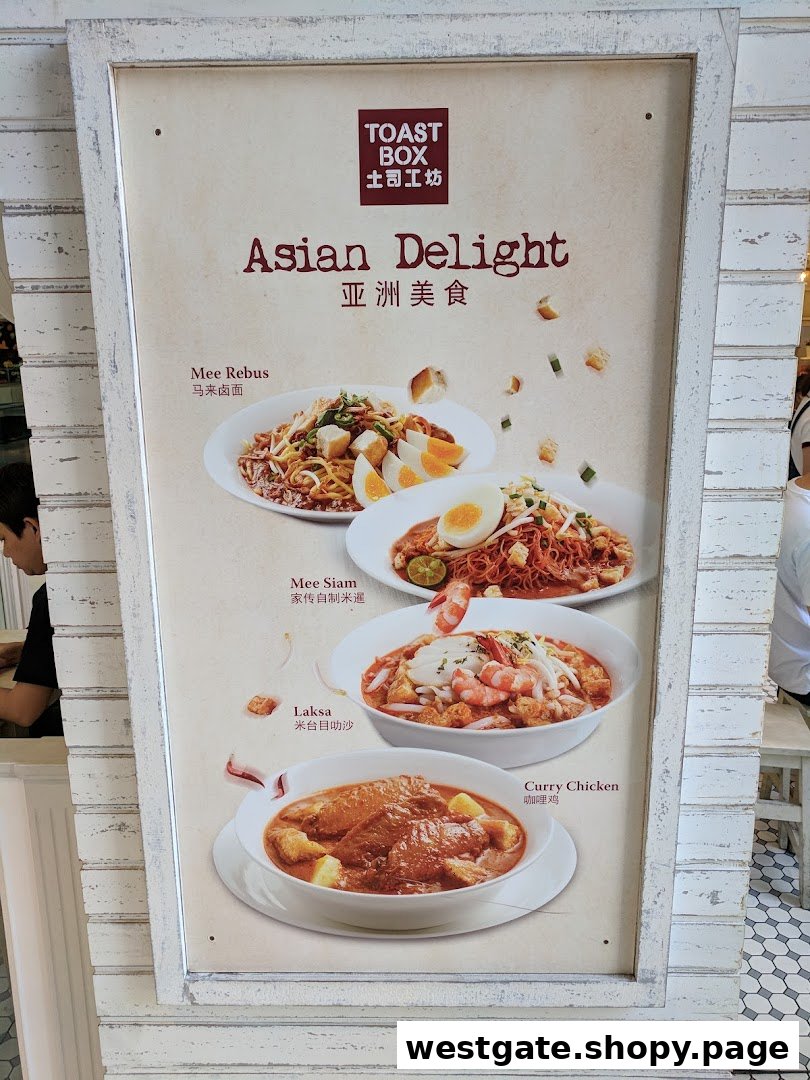 TOAST
BOX
土司工坊
Asian Delight
亚洲美食
Mee Rebus
马来卤面
Mee Siam
家传自制米暹
Laksa
米台目叻沙
Curry Chicken
咖哩鸡
westgate.shopy.page